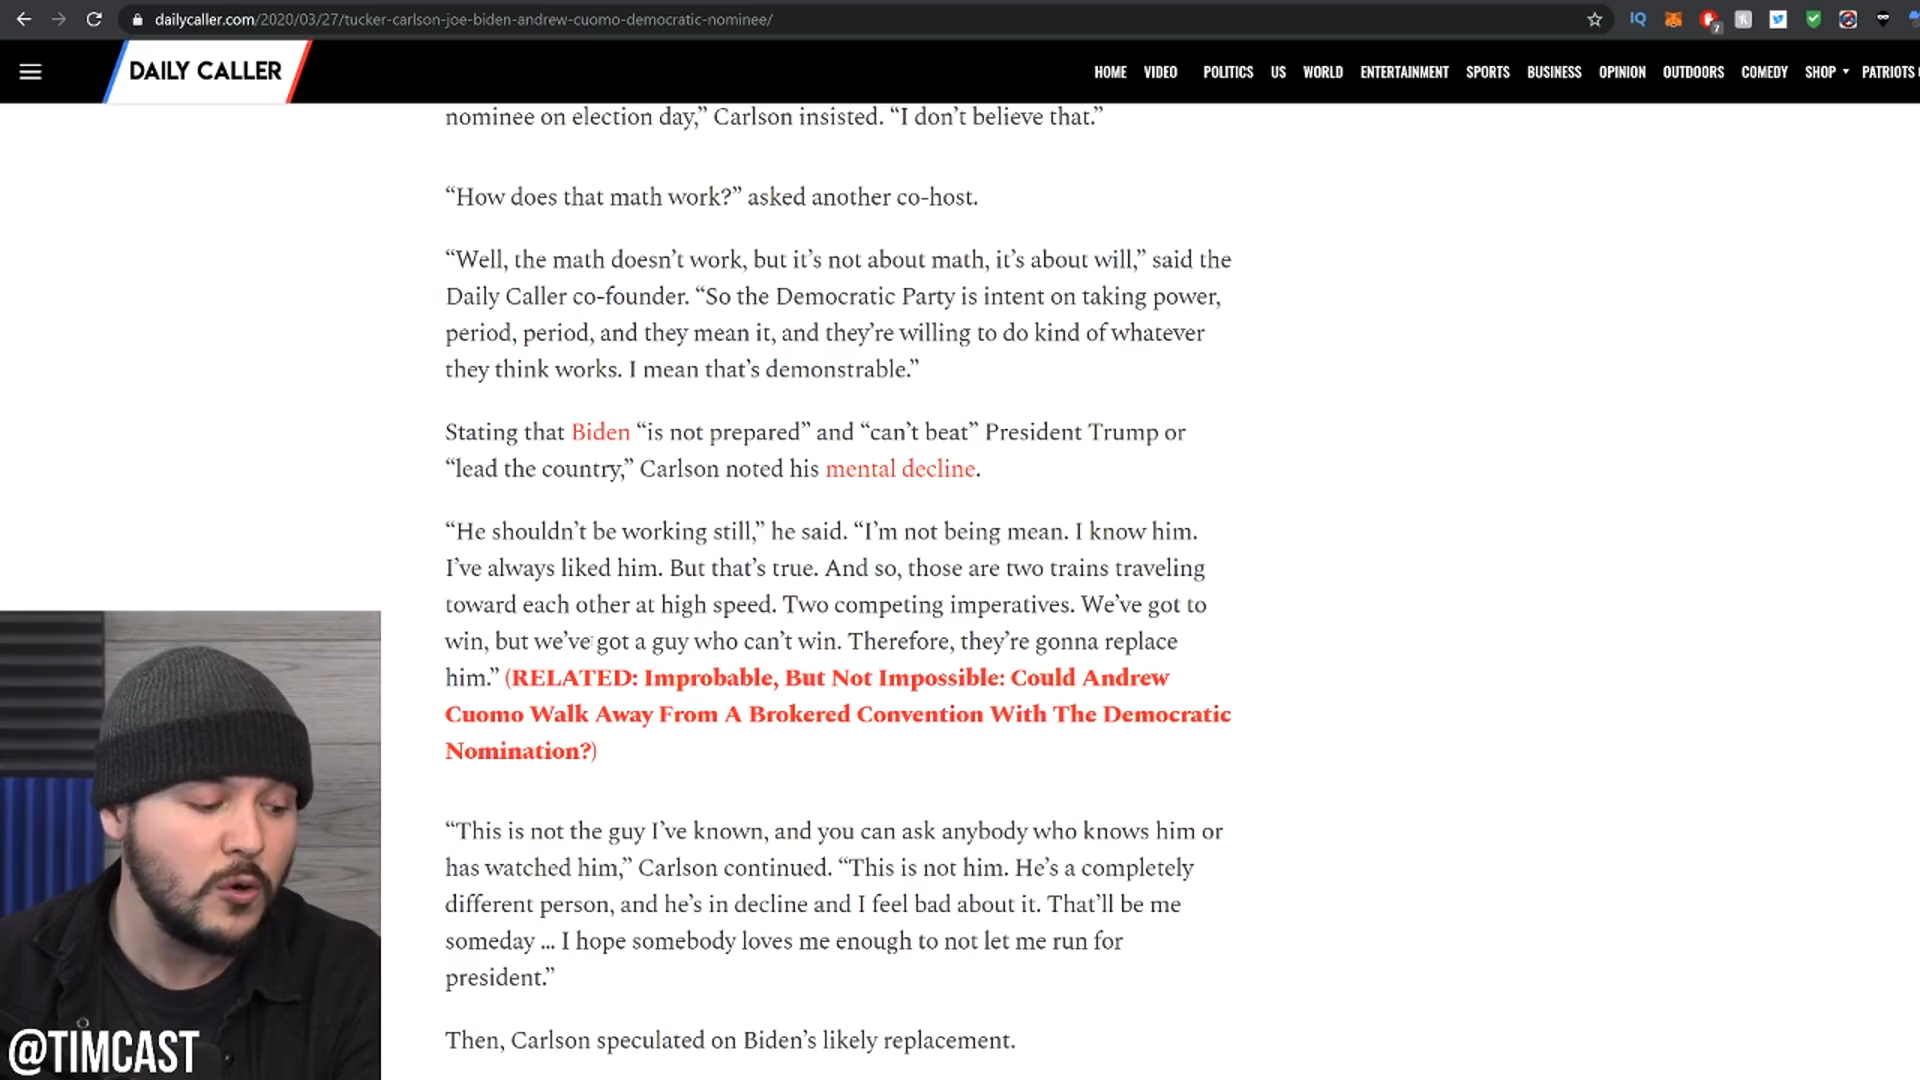 dailycaller.com/2020/03/27/tucker-carlson-joe-biden-andrew-cuomo-democratic-nominee/
IQ
7
DAILY CALLER
HOME VIDEO POLITICS US WORLD ENTERTAINMENT SPORTS BUSINESS OPINION OUTDOORS COMEDY SHOP PATRIOTS
nominee on election day,” Carlson insisted. “I don’t believe that.”
“How does that math work?” asked another co-host.
“Well, the math doesn’t work, but it’s not about math, it’s about will,” said the
Daily Caller co-founder. “So the Democratic Party is intent on taking power,
period, period, and they mean it, and they’re willing to do kind of whatever
they think works. I mean that’s demonstrable.”
Stating that Biden “is not prepared” and “can’t beat” President Trump or
“lead the country,” Carlson noted his mental decline.
“He shouldn’t be working still,” he said. “I’m not being mean. I know him.
I’ve always liked him. But that’s true. And so, those are two trains traveling
toward each other at high speed. Two competing imperatives. We’ve got to
win, but we’ve got a guy who can’t win. Therefore, they’re gonna replace
him.” (RELATED: Improbable, But Not Impossible: Could Andrew
Cuomo Walk Away From A Brokered Convention With The Democratic
Nomination?)
“This is not the guy I’ve known, and you can ask anybody who knows him or
has watched him,” Carlson continued. “This is not him. He’s a completely
different person, and he’s in decline and I feel bad about it. That’ll be me
someday ... I hope somebody loves me enough to not let me run for
president.”
Then, Carlson speculated on Biden’s likely replacement.
@TIMCAST